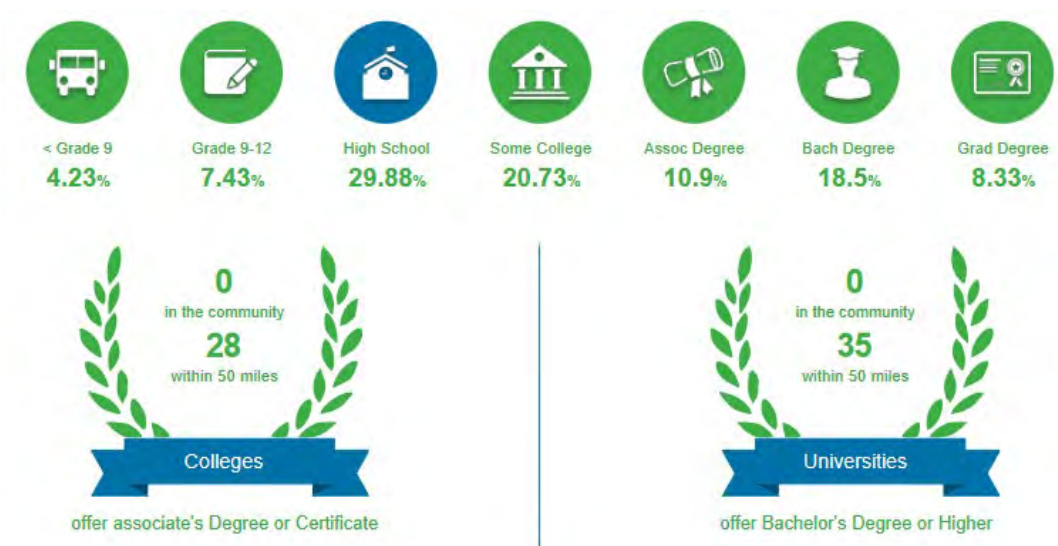 < Grade 9
4.23%
Grade 9-12
7.43%
High School
29.88%
Some College
20.73%
Assoc Degree
10.9%
Bach Degree
18.5%
Grad Degree
8.33%
0
in the community
28
within 50 miles
Colleges
offer associate's Degree or Certificate
0
in the community
35
within 50 miles
Universities
offer Bachelor's Degree or Higher